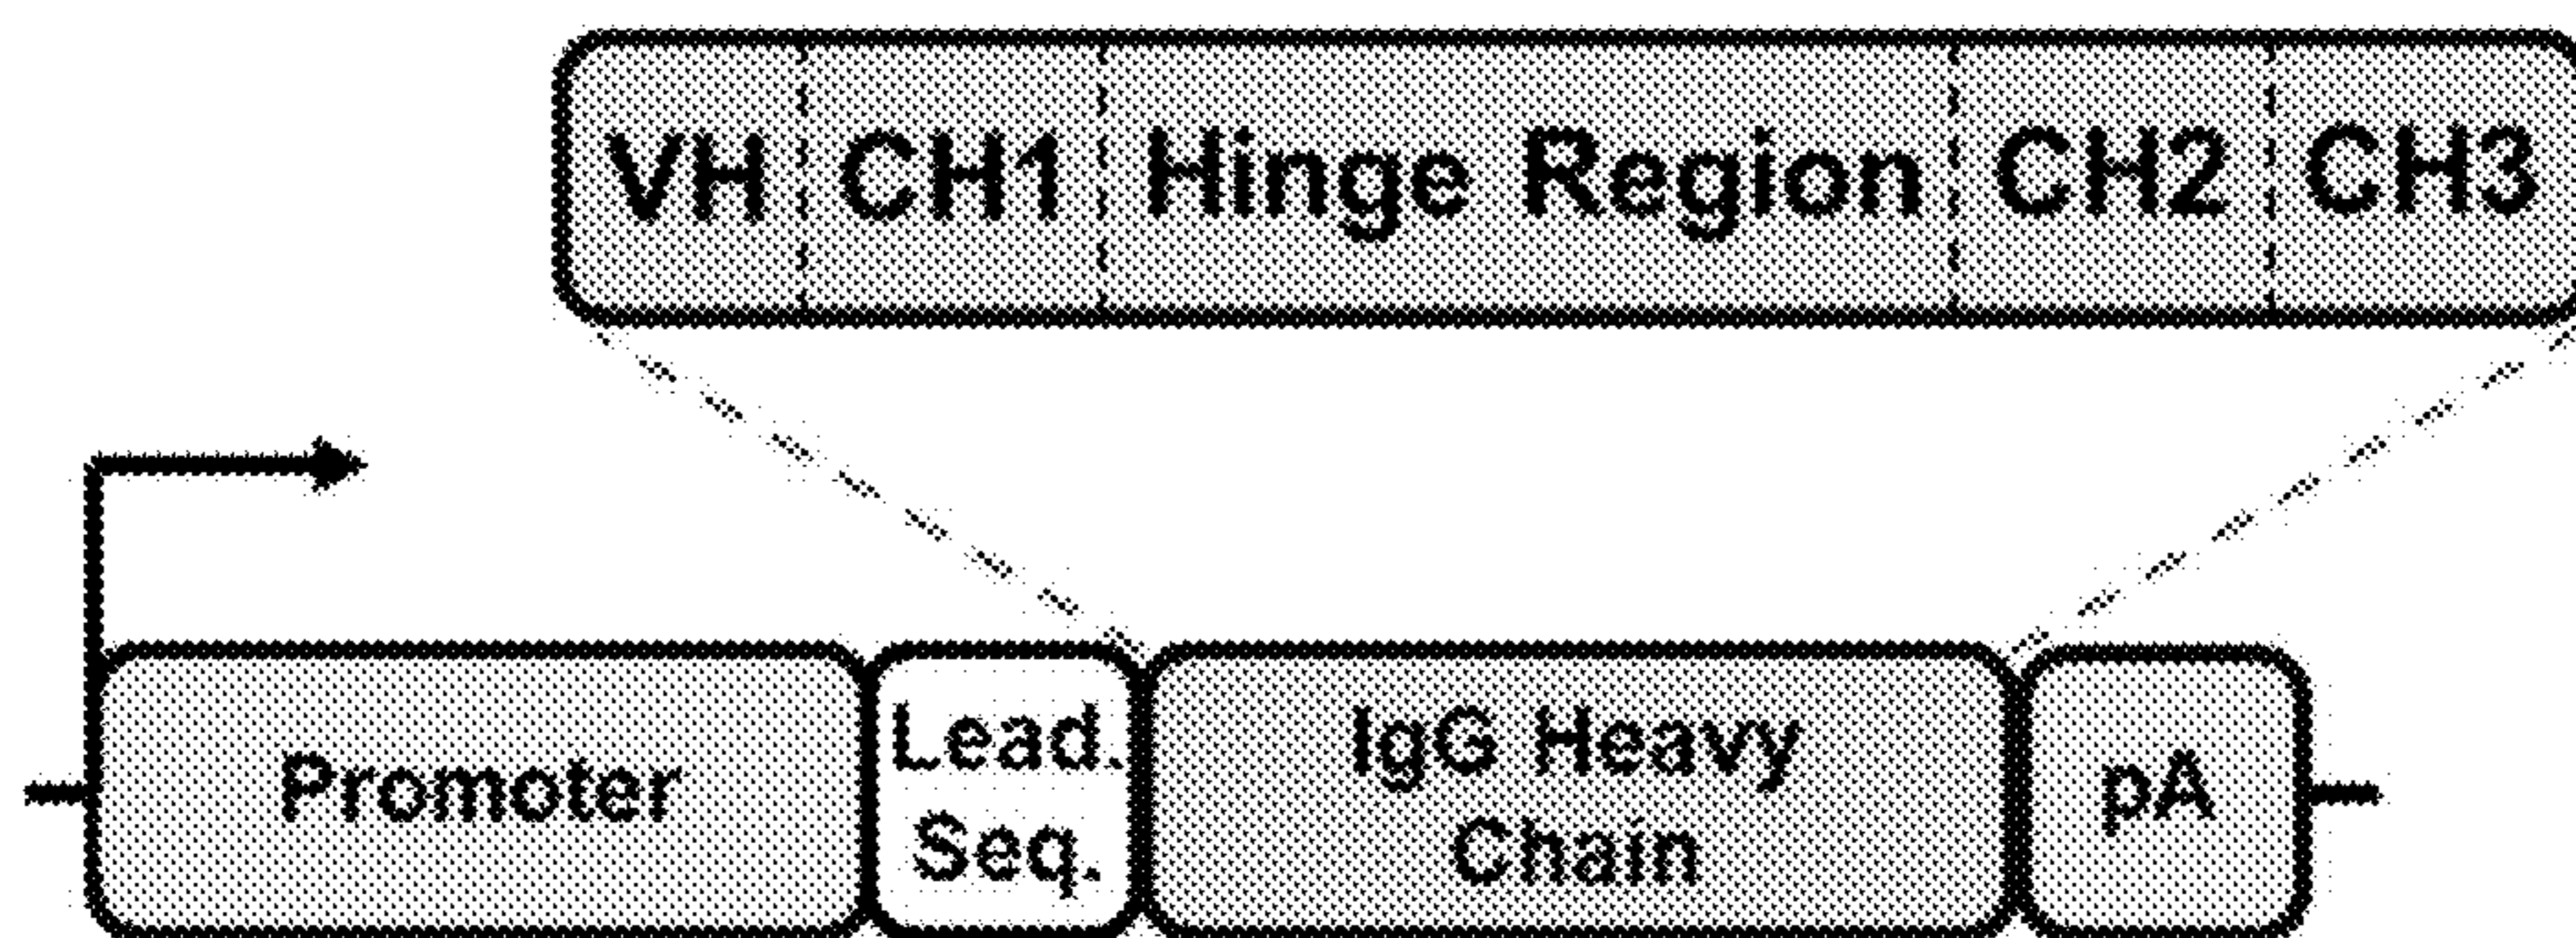 VH CH1 Hinge Region CH2 CH3
Promoter
Lead.
Seq.
IgG Heavy
Chain
pA